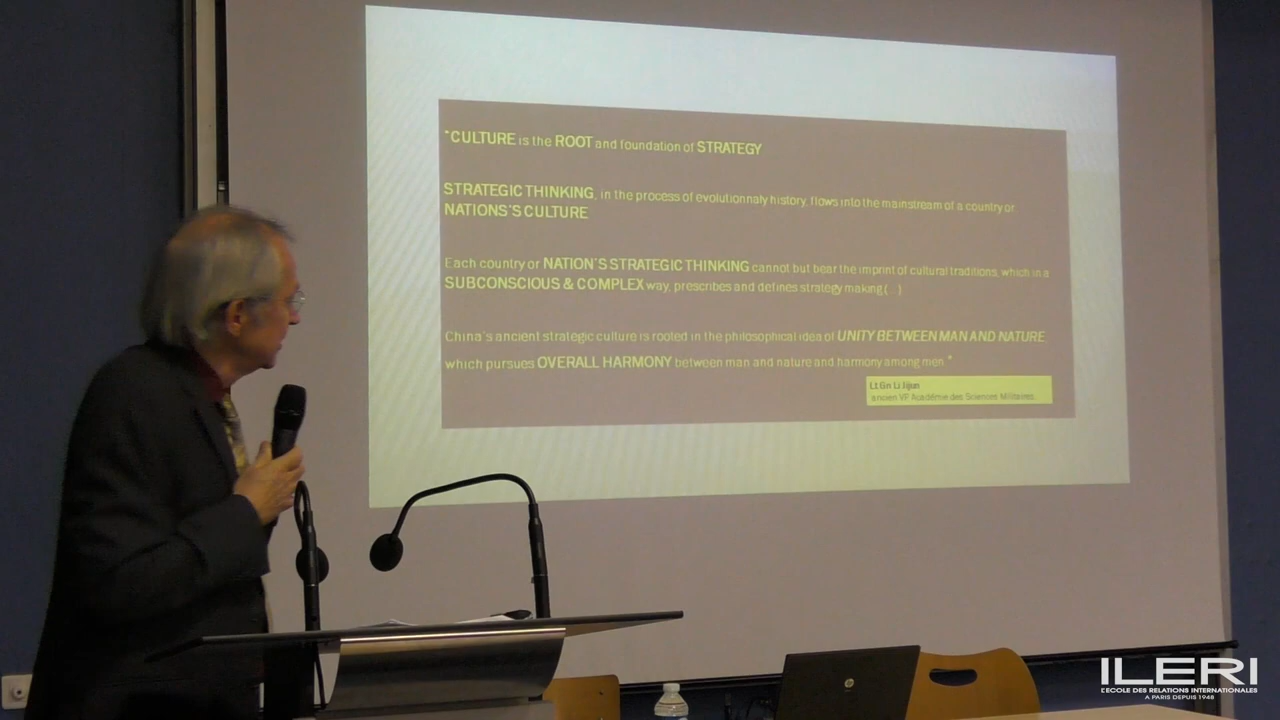 "CULTURE is the ROOT and foundation of STRATEGY
STRATEGIC THINKING, in the process of evolutionnaly history, flows into the mainstream of a country or
NATIONS'S CULTURE
Each country or NATION'S STRATEGIC THINKING cannot but bear the imprint of cultural traditions, which in a
SUBCONSCIOUS & COMPLEX way, prescribes and defines strategy making (...)
China's ancient strategic culture is rooted in the philosophical idea of UNITY BETWEEN MAN AND NATURE,
which pursues OVERALL HARMONY between man and nature and harmony among men."
Lt Gn Li Jijun
ancien VP Académie des Sciences Militaires.
hp
ILERI
L'ECOLE DES RELATIONS INTERNATIONALES
A PARIS DEPUIS 1948